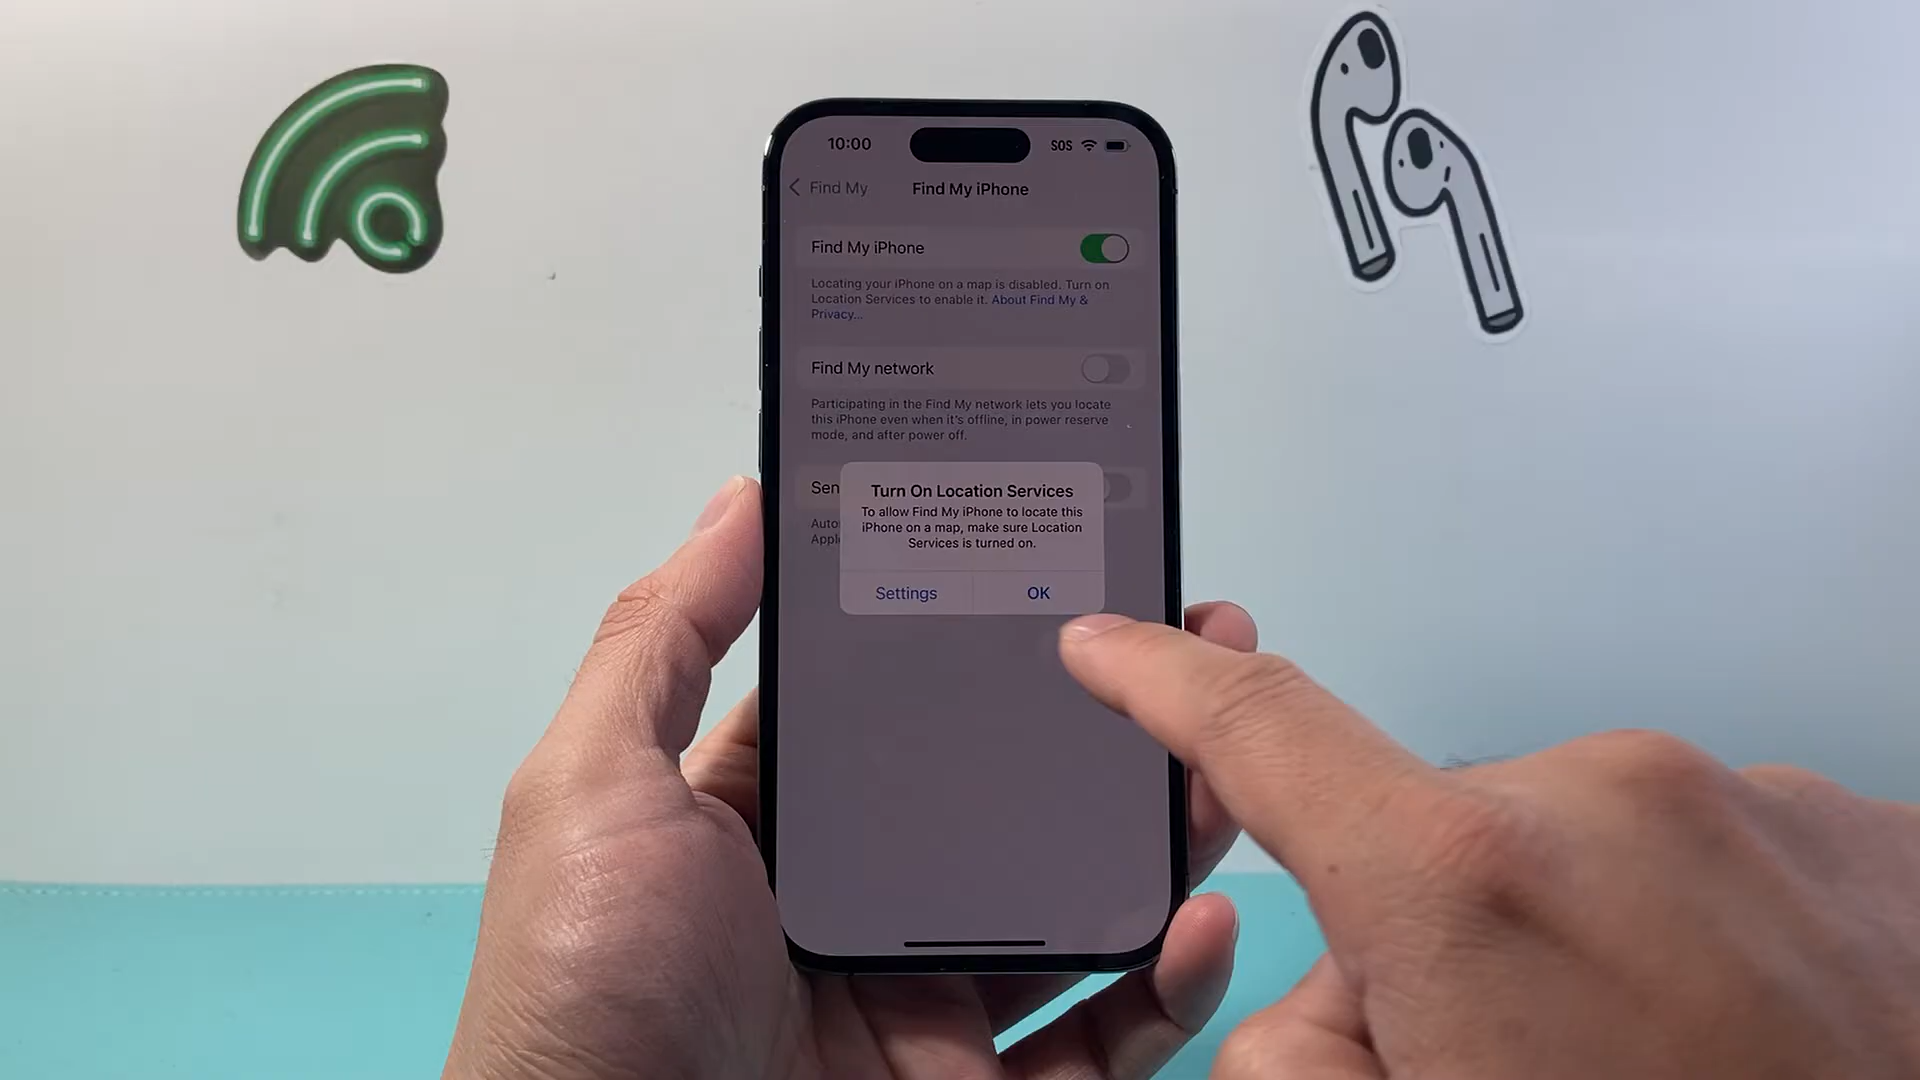 10:00
SOS
Find My
Find My iPhone
Find My iPhone
Locating your iPhone on a map is disabled. Turn on
Location Services to enable it. About Find My &
Privacy...
Find My network
Participating in the Find My network lets you locate
this iPhone even when it's offline, in power reserve
mode, and after power off.
Sen
Turn On Location Services
To allow Find My iPhone to locate this
iPhone on a map, make sure Location
Services is turned on.
Auto
Appl
Settings
OK